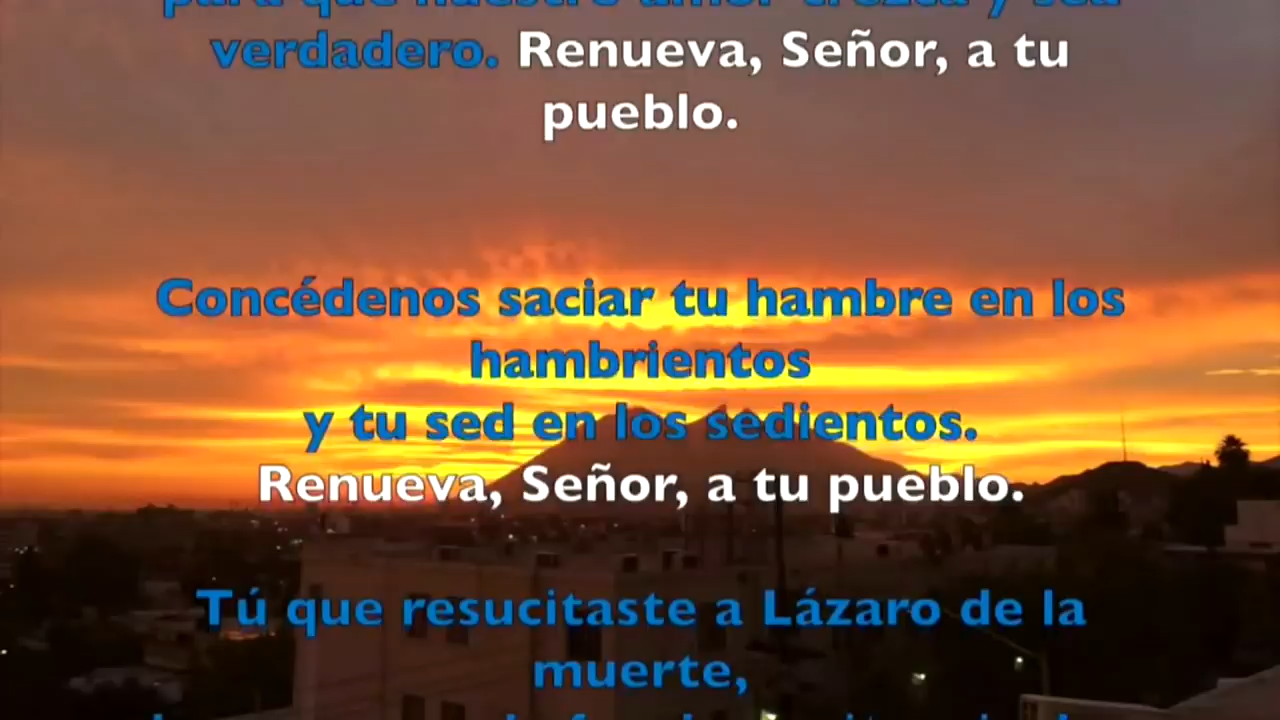 para que nuestro amor crezca y sea
verdadero. Renueva, Señor, a tu
pueblo.
Concédenos saciar tu hambre en los
hambrientos
y tu sed en los sedientos.
Renueva, Señor, a tu pueblo.
Tú que resucitaste a Lázaro de la
muerte,